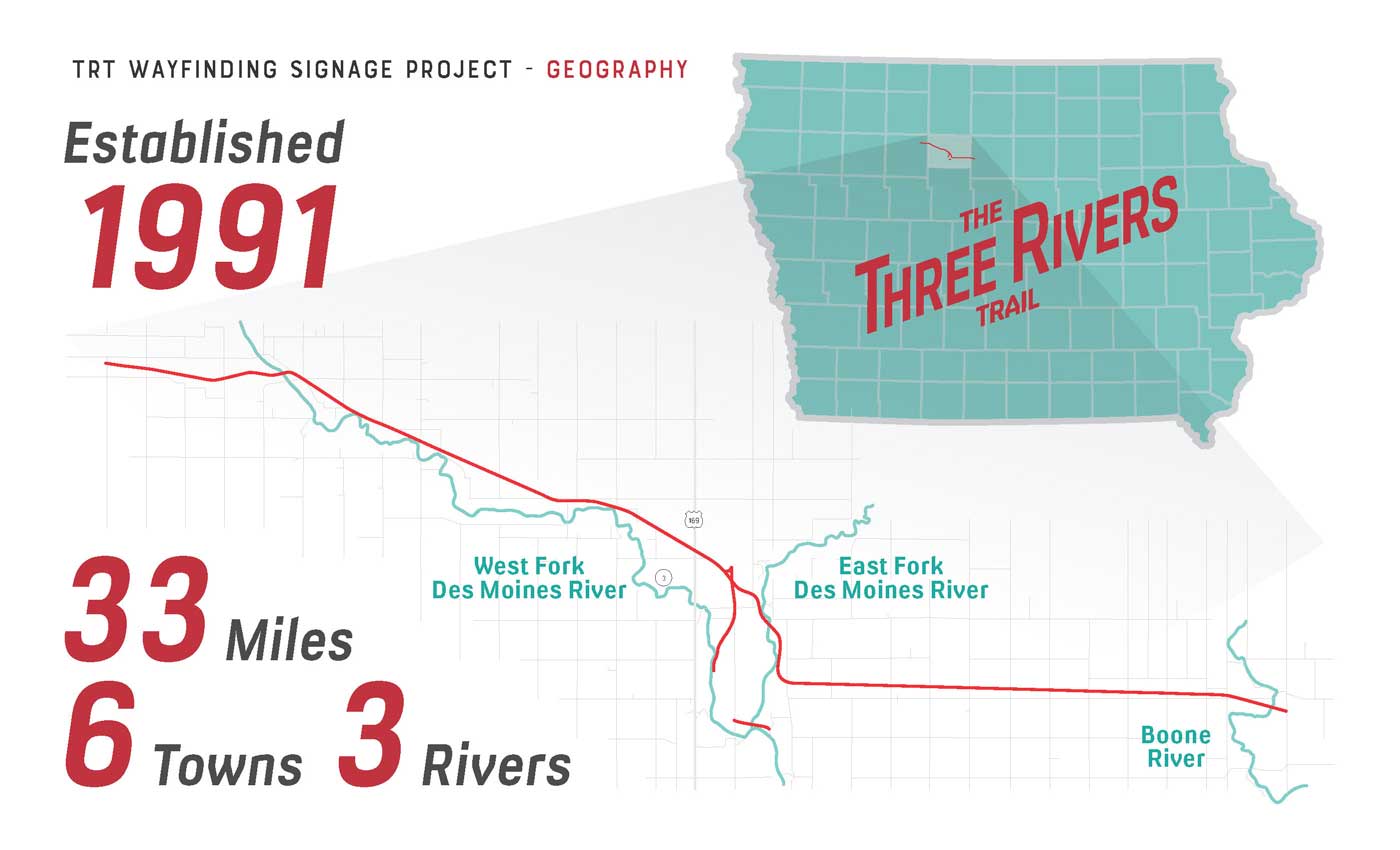 TRT WAYFINDING SIGNAGE PROJECT - GEOGRAPHY
Established
1991
THE
THREE RIVERS
TRAIL
169
West Fork
Des Moines River
3
East Fork
Des Moines River
33 Miles
6 Towns 3 Rivers
Boone
River